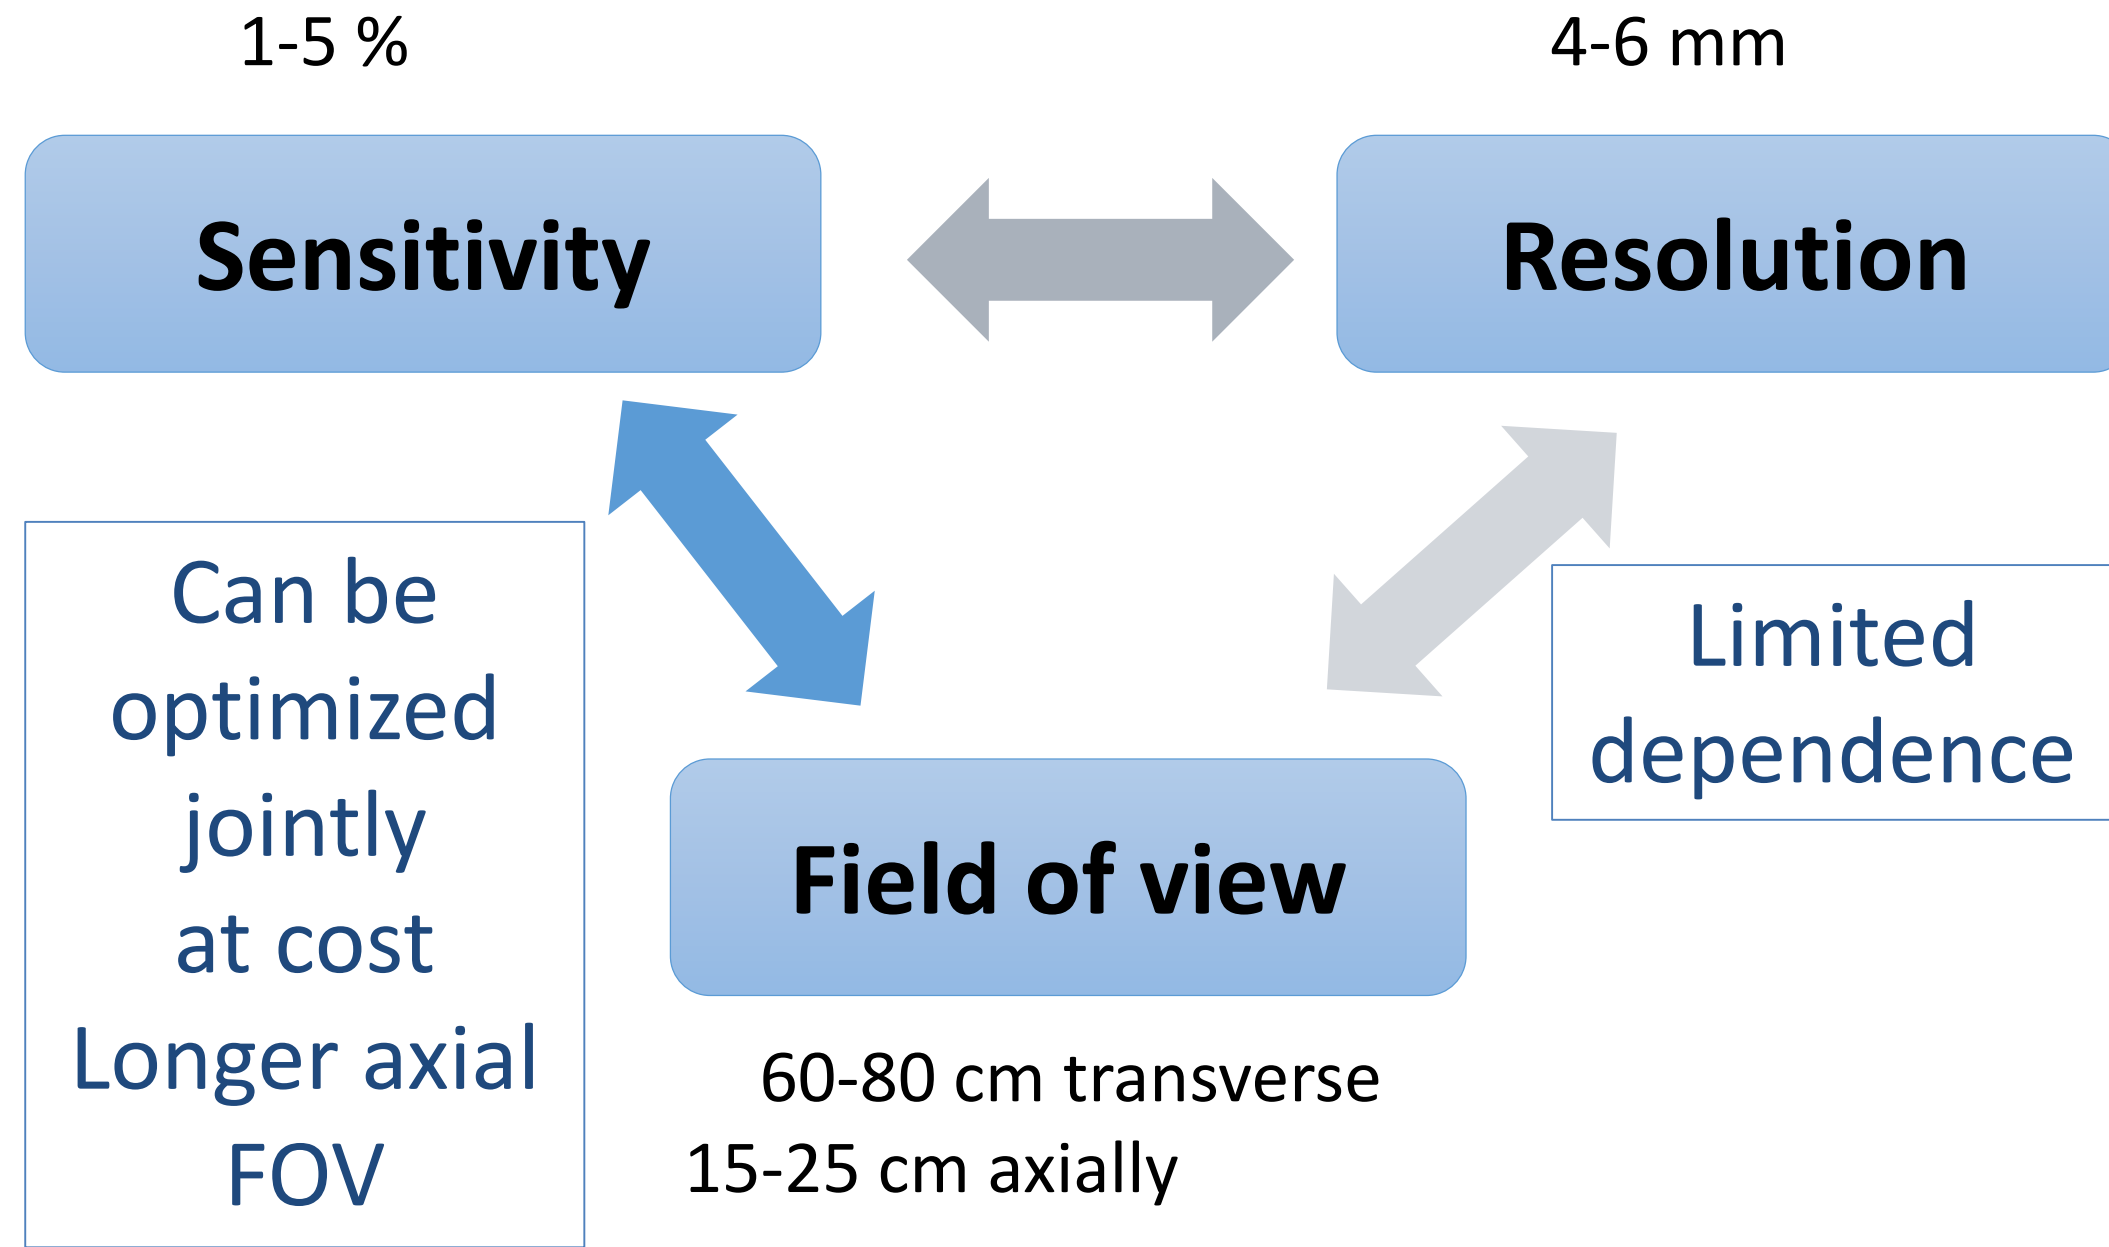 1-5 %
4-6 mm
Sensitivity
Resolution
Can be
optimized
jointly
at cost
Longer axial
FOV
Limited
dependence
Field of view
60-80 cm transverse
15-25 cm axially